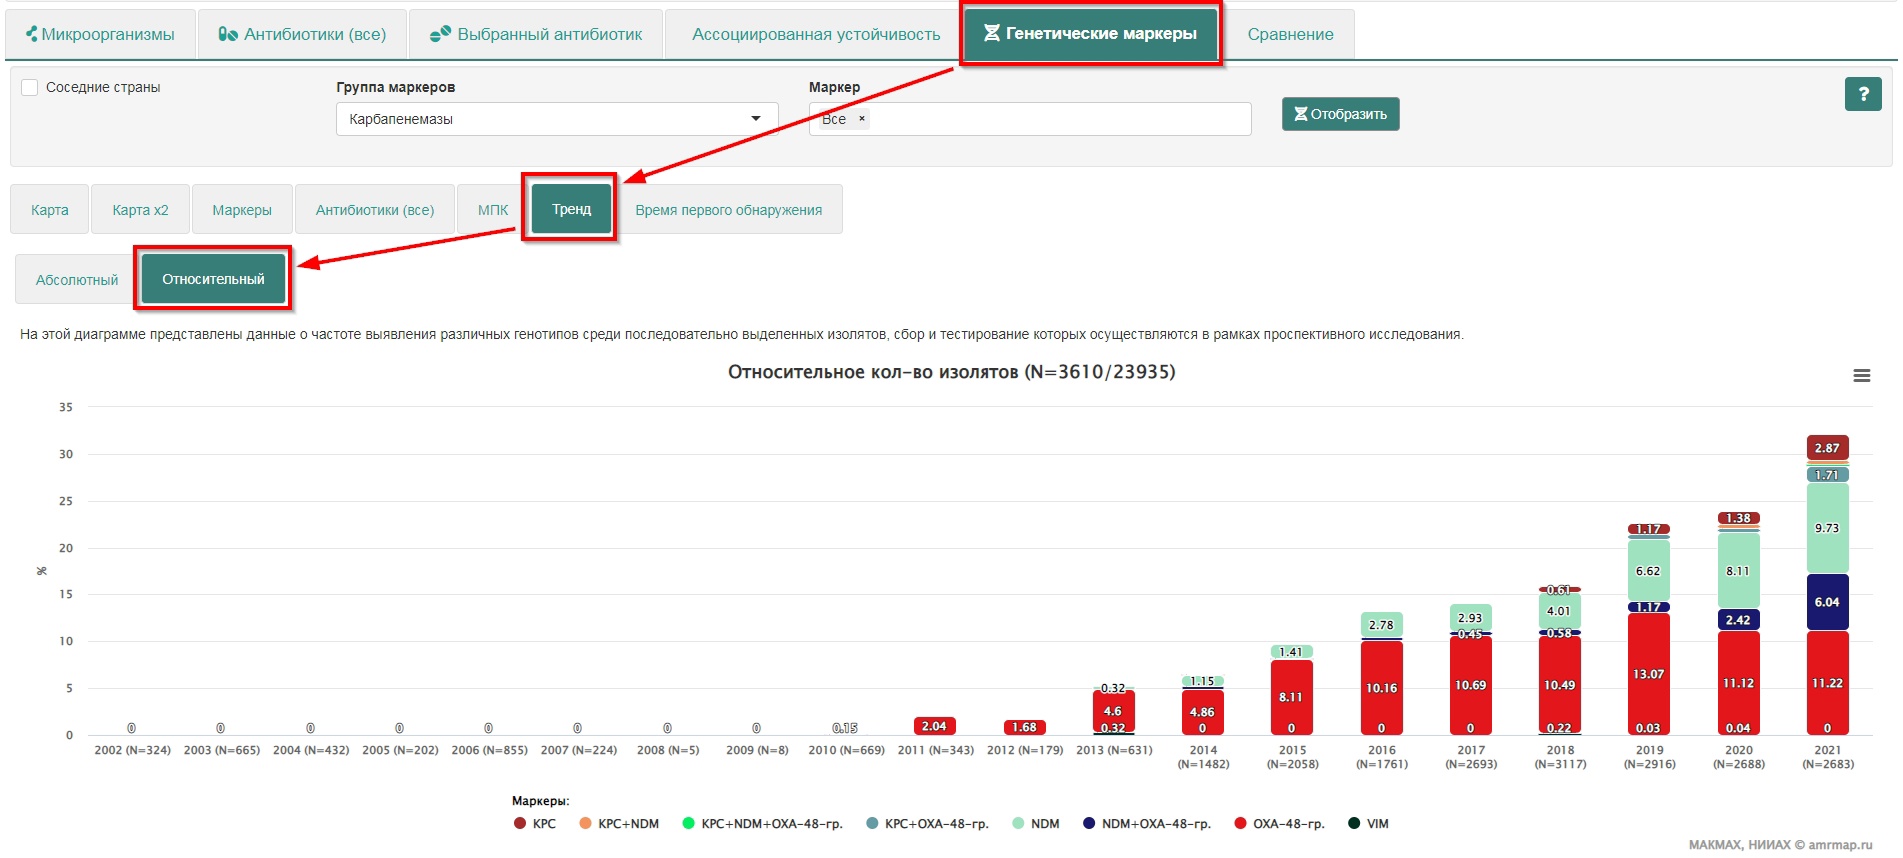 Микроорганизмы Антибиотики (все) Выбранный антибиотик Ассоциированная устойчивость Генетические маркеры Сравнение
Соседние страны Группа маркеров Маркер ?
Карбапенемазы Все × Отобразить
Карта Карта x2 Маркеры Антибиотики (все) МПК Тренд Время первого обнаружения
Абсолютный Относительный
На этой диаграмме представлены данные о частоте выявления различных генотипов среди последовательно выделенных изолятов, сбор и тестирование которых осуществляются в рамках проспективного исследования.
Относительное кол-во изолятов (N=3610/23935)
35
30
25
20
15
10
5
0
%
0 0 0 0 0 0 0 0 0.15 2.04 1.68
0.32 4.6 0.32
1.15 4.86 0
1.41 8.11 0
2.78 10.16 0
2.93 0.45 10.69 0
0.61 4.01 0.58 10.49 0.22
1.17 6.62 1.17 13.07 0.03
1.38 8.11 2.42 11.12 0.04
2.87 1.71 9.73 6.04 11.22 0
2002 (N=324) 2003 (N=665) 2004 (N=432) 2005 (N=202) 2006 (N=855) 2007 (N=224) 2008 (N=5) 2009 (N=8) 2010 (N=669) 2011 (N=343) 2012 (N=179) 2013 (N=631) 2014 2015 2016 2017 2018 2019 2020 2021
(N=1482) (N=2058) (N=1761) (N=2693) (N=3117) (N=2916) (N=2688) (N=2683)
Маркеры:
KPC KPC+NDM KPC+NDM+OXA-48-гр. KPC+OXA-48-гр. NDM NDM+OXA-48-гр. OXA-48-гр. VIM
МАКМАХ, НИИАХ © amrmap.ru